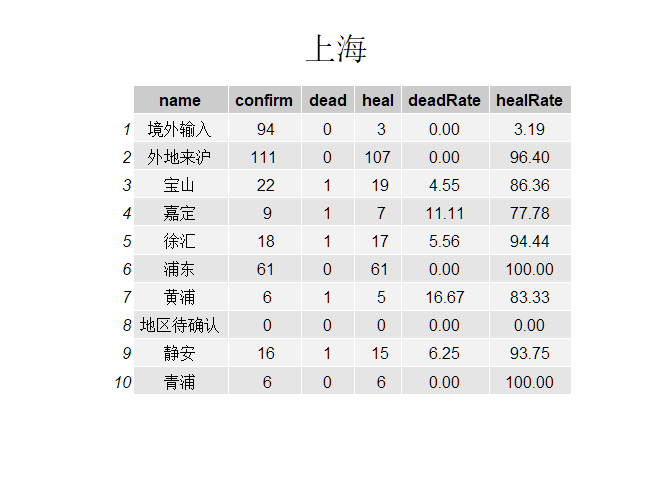 上海
name confirm dead heal deadRate healRate
1 境外输入 94 0 3 0.00 3.19
2 外地来沪 111 0 107 0.00 96.40
3 宝山 22 1 19 4.55 86.36
4 嘉定 9 1 7 11.11 77.78
5 徐汇 18 1 17 5.56 94.44
6 浦东 61 0 61 0.00 100.00
7 黄浦 6 1 5 16.67 83.33
8 地区待确认 0 0 0 0.00 0.00
9 静安 16 1 15 6.25 93.75
10 青浦 6 0 6 0.00 100.00